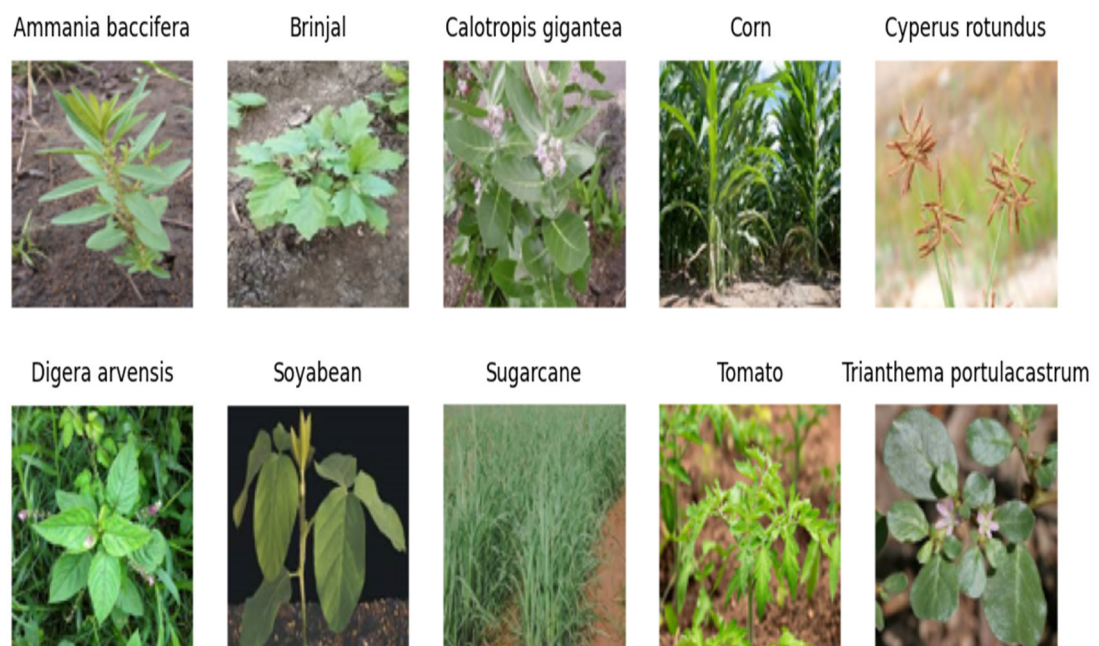 Ammania baccifera
Brinjal
Calotropis gigantea
Corn
Cyperus rotundus
Digera arvensis
Soyabean
Sugarcane
Tomato
Trianthema portulacastrum